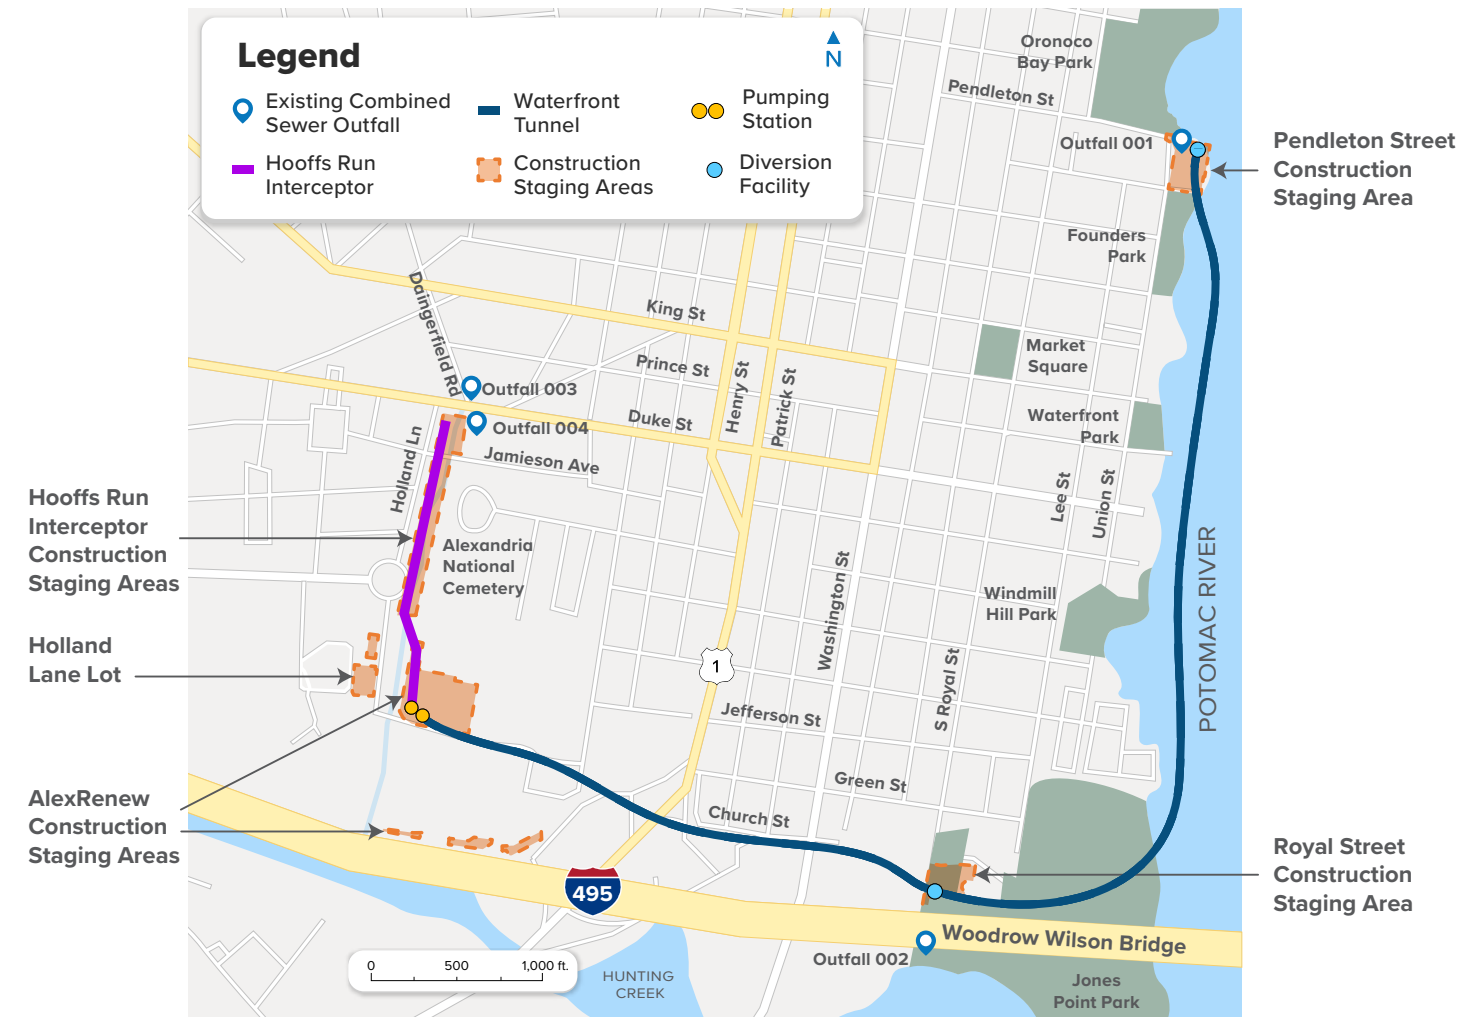 Legend
N
Existing Combined
Sewer Outfall
Waterfront
Tunnel
Pumping
Station
Hooffs Run
Interceptor
Construction
Staging Areas
Diversion
Facility
Oronoco
Bay Park
Pendleton St
Outfall 001
Pendleton Street
Construction
Staging Area
Founders
Park
Daingerfield Rd
King St
Market
Square
Prince St
Henry St
Patrick St
Outfall 003
Duke St
Waterfront
Park
Outfall 004
Jamieson Ave
Holland Ln
Lee St
Union St
Hooffs Run
Interceptor
Construction
Staging Areas
Alexandria
National
Cemetery
POTOMAC RIVER
Washington St
Windmill
Hill Park
Holland
Lane Lot
1
S Royal St
Jefferson St
Green St
AlexRenew
Construction
Staging Areas
Church St
Royal Street
Construction
Staging Area
495
Woodrow Wilson Bridge
Outfall 002
0
500
1,000 ft.
HUNTING
CREEK
Jones
Point Park